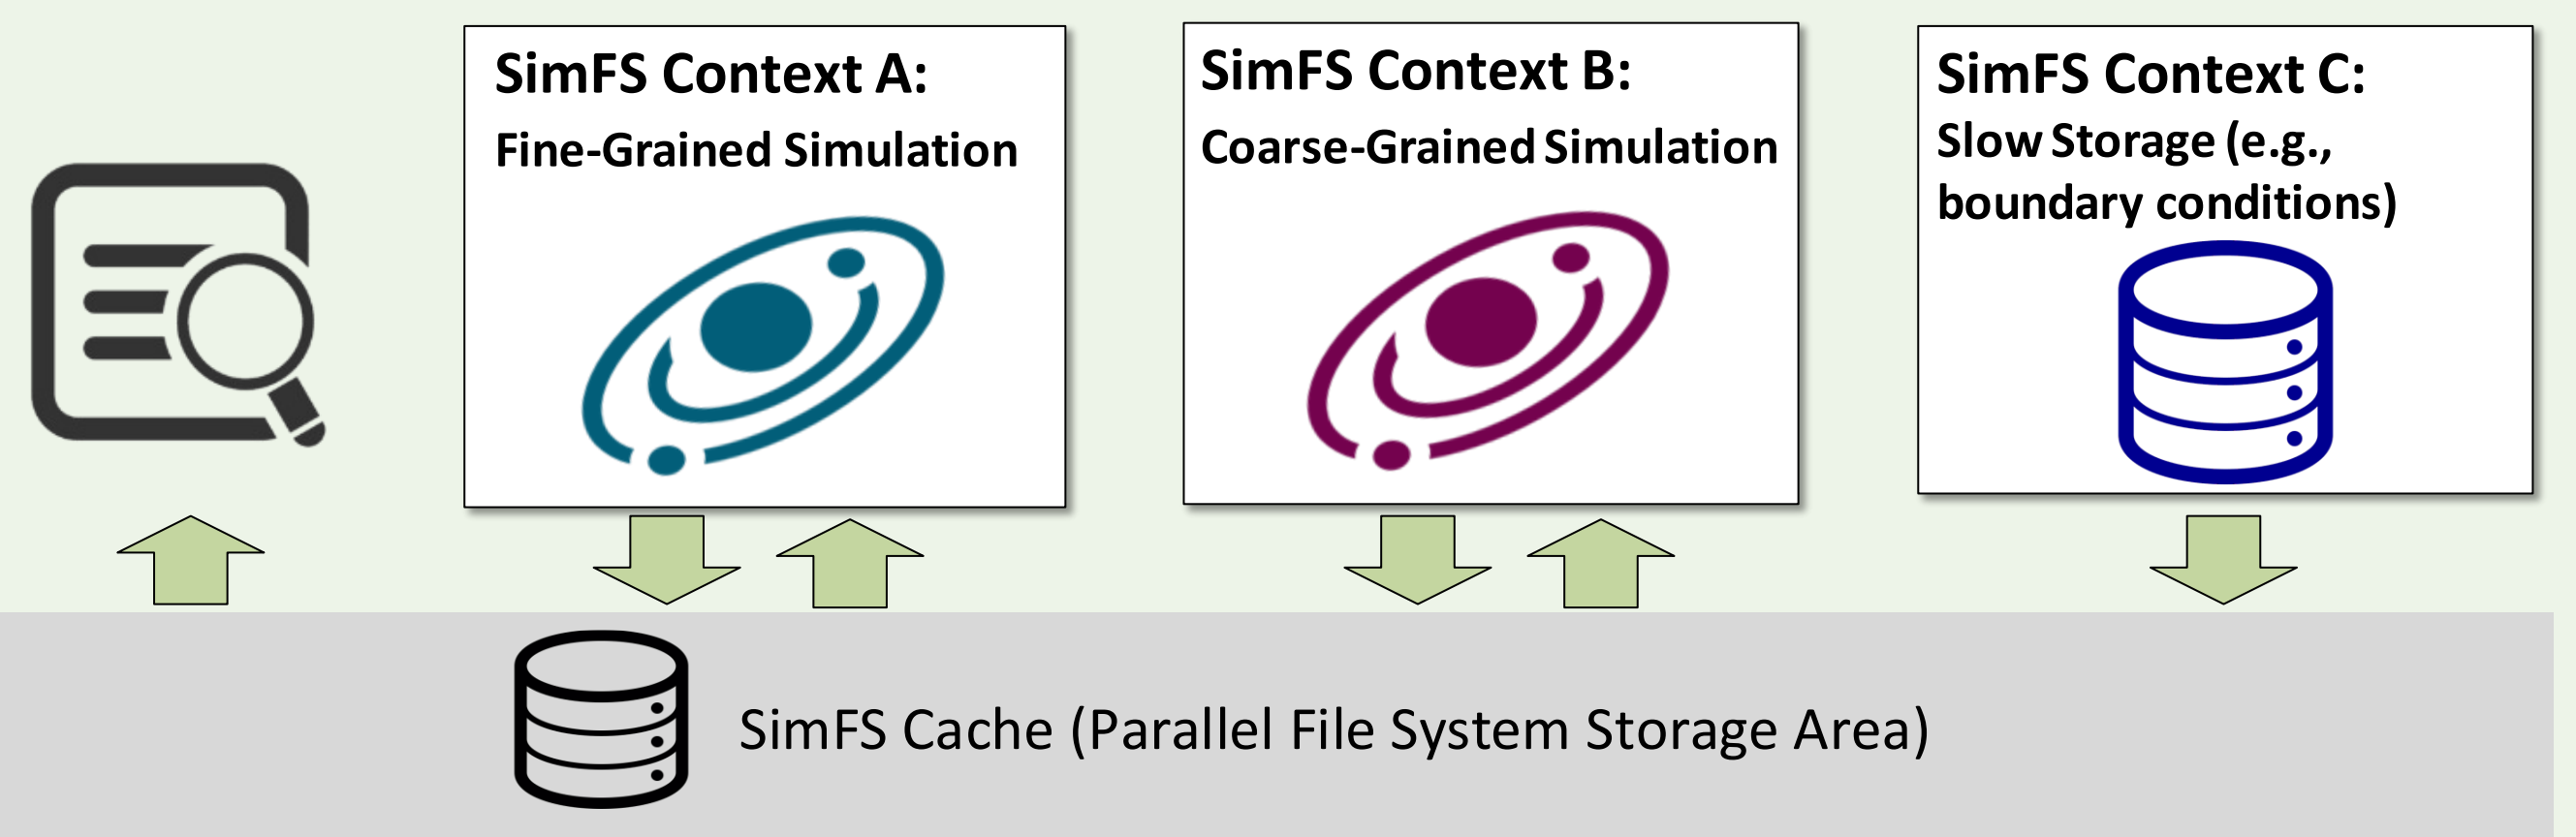 SimFS Context A:
Fine-Grained Simulation
SimFS Context B:
Coarse-Grained Simulation
SimFS Context C:
Slow Storage (e.g.,
boundary conditions)
SimFS Cache (Parallel File System Storage Area)